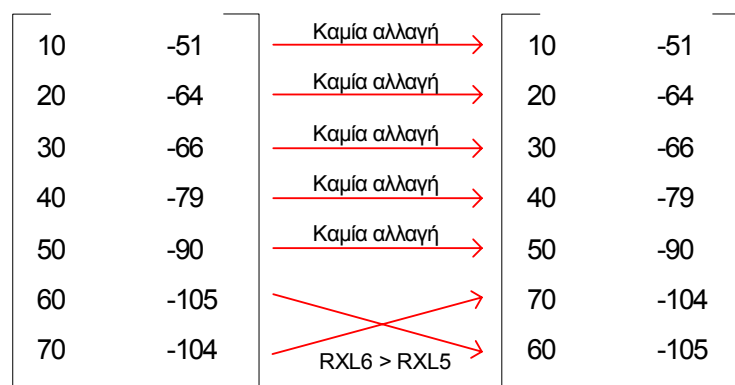 10 -51 Καμία αλλαγή 10 -51
20 -64 Καμία αλλαγή 20 -64
30 -66 Καμία αλλαγή 30 -66
40 -79 Καμία αλλαγή 40 -79
50 -90 Καμία αλλαγή 50 -90
60 -105 70 -104
70 -104 RXL6 > RXL5 60 -105